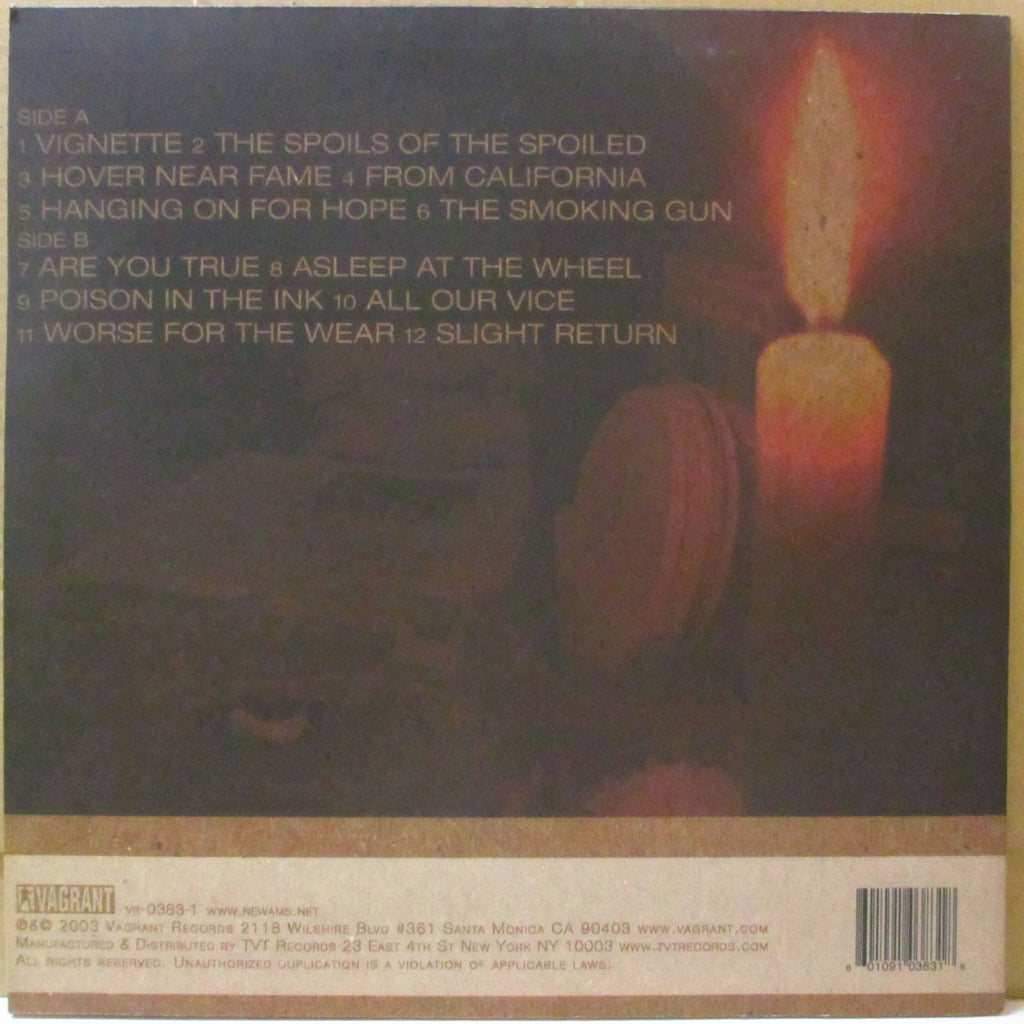 SIDE A
1 VIGNETTE 2 THE SPOILS OF THE SPOILED
3 HOVER NEAR FAME 4 FROM CALIFORNIA
5 HANGING ON FOR HOPE 6 THE SMOKING GUN
SIDE B
7 ARE YOU TRUE 8 ASLEEP AT THE WHEEL
9 POISON IN THE INK 10 ALL OUR VICE
11 WORSE FOR THE WEAR 12 SLIGHT RETURN
VAGRANT VR-0383-1 WWW.NEWAMS.NET
℗&© 2003 VAGRANT RECORDS 2118 WILSHIRE BLVD #361 SANTA MONICA CA 90403 WWW.VAGRANT.COM
MANUFACTURED & DISTRIBUTED BY TVT RECORDS 23 EAST 4TH ST NEW YORK NY 10003 WWW.TVTRECORDS.COM
ALL RIGHTS RESERVED. UNAUTHORIZED DUPLICATION IS A VIOLATION OF APPLICABLE LAWS.
6 01091 03831 8